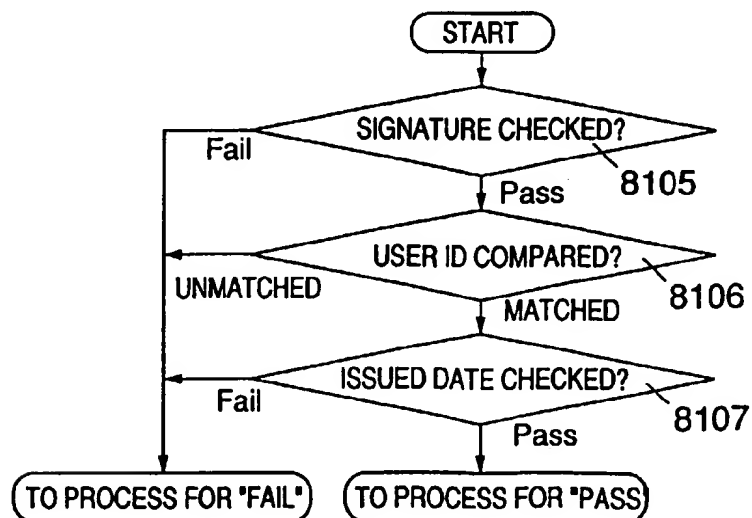 START
SIGNATURE CHECKED?
Fail
8105
Pass
USER ID COMPARED?
UNMATCHED
8106
MATCHED
ISSUED DATE CHECKED?
Fail
8107
Pass
TO PROCESS FOR "FAIL"
TO PROCESS FOR "PASS